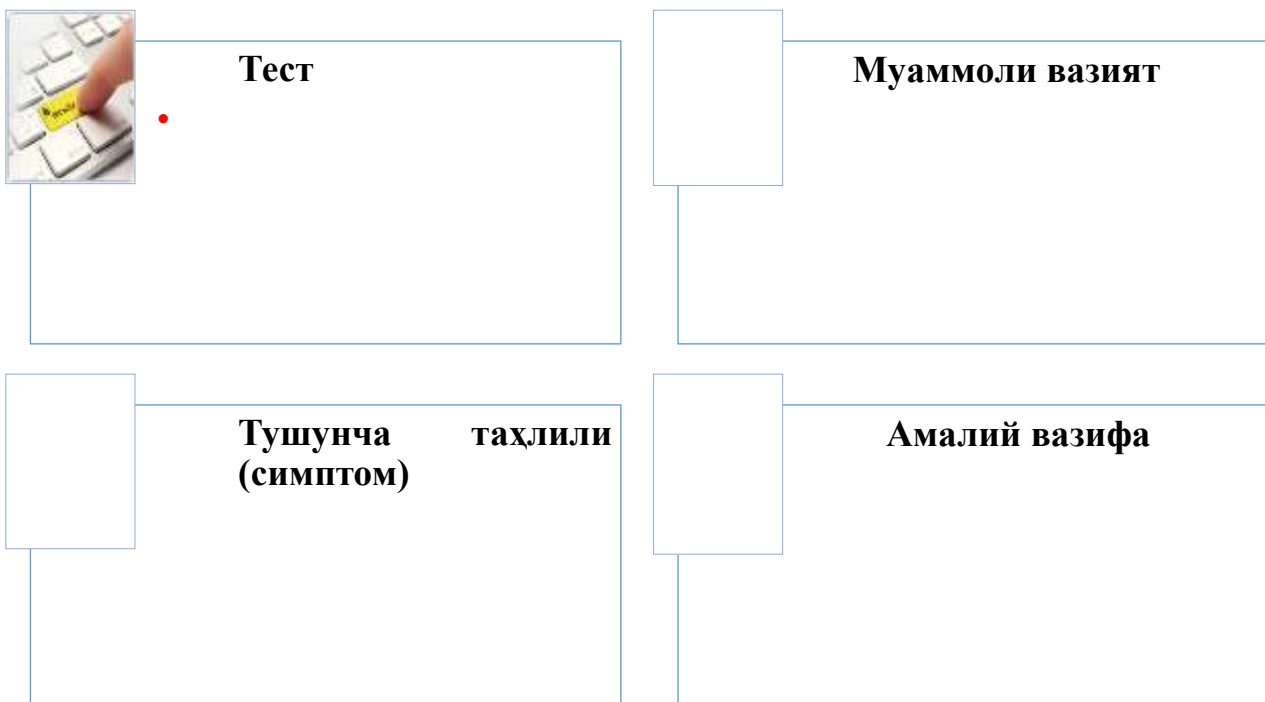 Тест
•
Муаммоли вазият
Тушунча таҳлили
(симптом)
Амалий вазифа